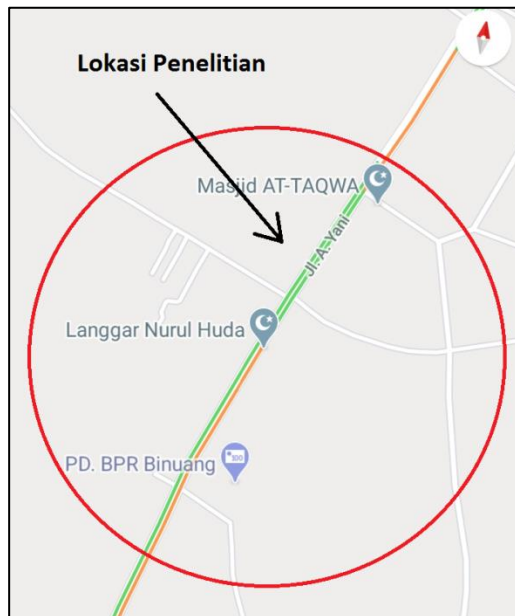 Lokasi Penelitian
Masjid AT-TAQWA
Jl. A. Yani
Langgar Nurul Huda
PD. BPR Binuang